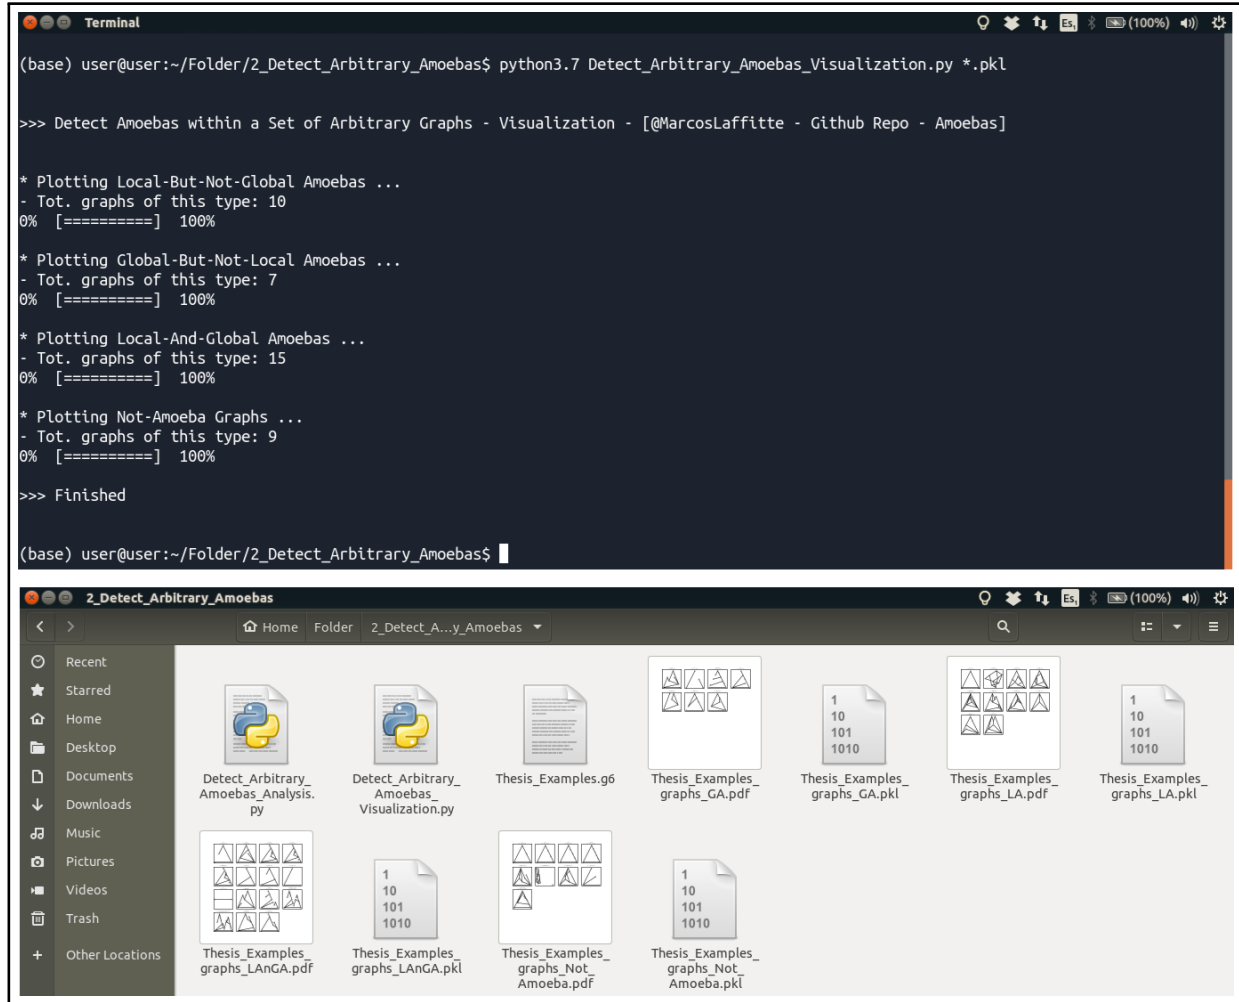 Terminal
Es₁
(100%)
(base) user@user:~/Folder/2_Detect_Arbitrary_Amoebas$ python3.7 Detect_Arbitrary_Amoebas_Visualization.py *.pkl
>>> Detect Amoebas within a Set of Arbitrary Graphs - Visualization - [@MarcosLaffitte - Github Repo - Amoebas]
* Plotting Local-But-Not-Global Amoebas ...
- Tot. graphs of this type: 10
0% [==========] 100%
* Plotting Global-But-Not-Local Amoebas ...
- Tot. graphs of this type: 7
0% [==========] 100%
* Plotting Local-And-Global Amoebas ...
- Tot. graphs of this type: 15
0% [==========] 100%
* Plotting Not-Amoeba Graphs ...
- Tot. graphs of this type: 9
0% [==========] 100%
>>> Finished
(base) user@user:~/Folder/2_Detect_Arbitrary_Amoebas$
2_Detect_Arbitrary_Amoebas
Es₁
(100%)
Home Folder 2_Detect_A...y_Amoebas
Recent
Starred
Home
Desktop
Documents
Downloads
Music
Pictures
Videos
Trash
+ Other Locations
Detect_Arbitrary_
Amoebas_Analysis.
py
Detect_Arbitrary_
Amoebas_
Visualization.py
Thesis_Examples.g6
Thesis_Examples_
graphs_GA.pdf
1
10
101
1010
Thesis_Examples_
graphs_GA.pkl
Thesis_Examples_
graphs_LA.pdf
1
10
101
1010
Thesis_Examples_
graphs_LA.pkl
Thesis_Examples_
graphs_LAnGA.pdf
1
10
101
1010
Thesis_Examples_
graphs_LAnGA.pkl
Thesis_Examples_
graphs_Not_
Amoeba.pdf
1
10
101
1010
Thesis_Examples_
graphs_Not_
Amoeba.pkl